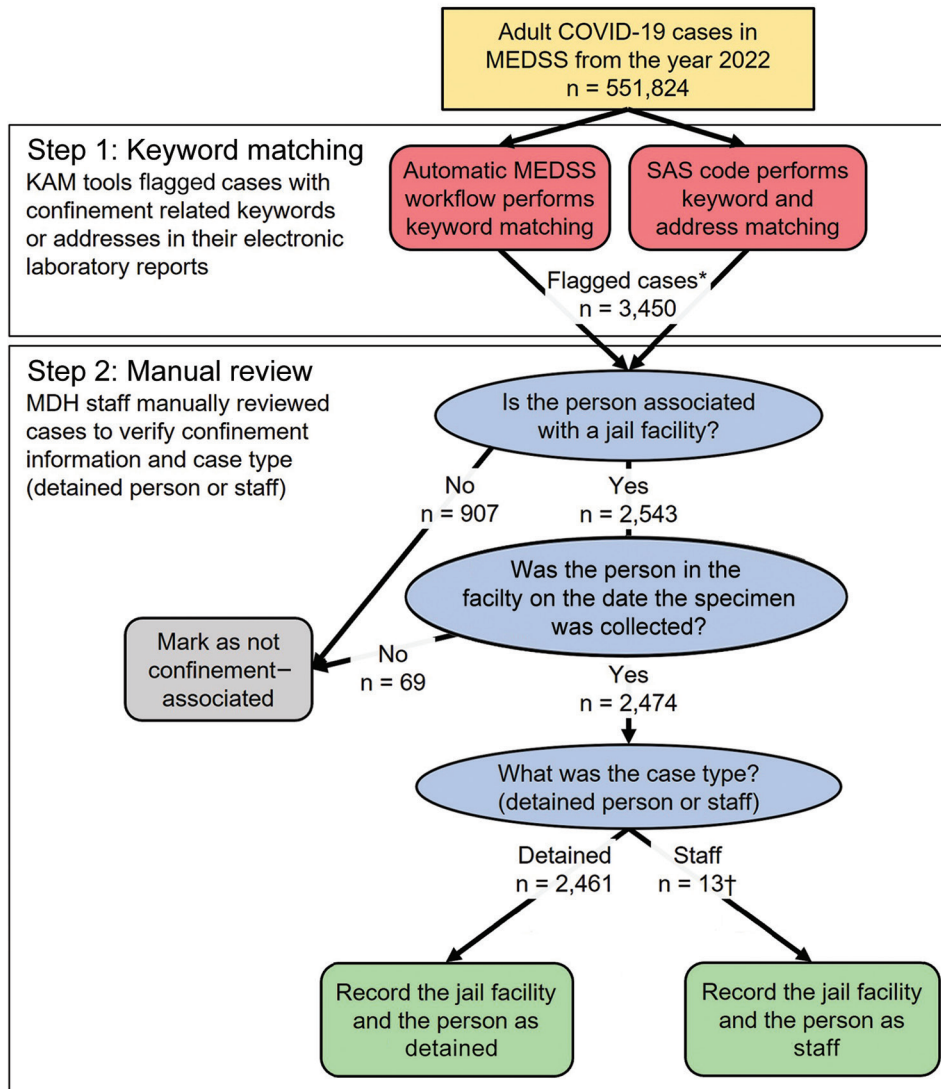 Adult COVID-19 cases in
MEDSS from the year 2022
n = 551,824
Step 1: Keyword matching
KAM tools flagged cases with
confinement related keywords
or addresses in their electronic
laboratory reports
Automatic MEDSS
workflow performs
keyword matching
SAS code performs
keyword and
address matching
Flagged cases*
n = 3,450
Step 2: Manual review
MDH staff manually reviewed
cases to verify confinement
information and case type
(detained person or staff)
Is the person associated
with a jail facility?
No
n = 907
Yes
n = 2,543
Was the person in the
facilty on the date the specimen
was collected?
Mark as not
confinement–
associated
No
n = 69
Yes
n = 2,474
What was the case type?
(detained person or staff)
Detained
n = 2,461
Staff
n = 13†
Record the jail facility
and the person as
detained
Record the jail facility
and the person as
staff